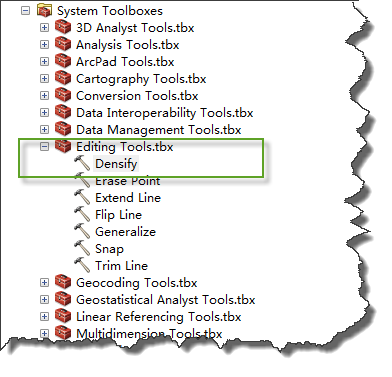 System Toolboxes
3D Analyst Tools.tbx
Analysis Tools.tbx
ArcPad Tools.tbx
Cartography Tools.tbx
Conversion Tools.tbx
Data Interoperability Tools.tbx
Data Management Tools.tbx
Editing Tools.tbx
Densify
Erase Point
Extend Line
Flip Line
Generalize
Snap
Trim Line
Geocoding Tools.tbx
Geostatistical Analyst Tools.tbx
Linear Referencing Tools.tbx
Multidimension Tools.tbx